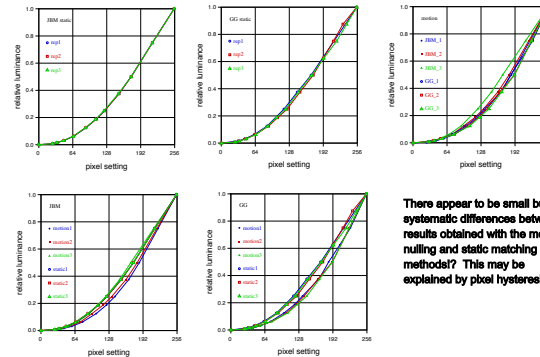 JBM static
rep1
rep2
rep3
relative luminance
1.0
0.8
0.6
0.4
0.2
0.0
0 64 128 192 256
pixel setting
GG static
rep1
rep2
rep3
relative luminance
1.0
0.8
0.6
0.4
0.2
0.0
0 64 128 192 256
pixel setting
motion
JBM_1
JBM_2
JBM_3
GG_1
GG_2
GG_3
relative luminance
1.0
0.8
0.6
0.4
0.2
0.0
0 64 128 192
pixel setting
JBM
motion1
motion2
motion3
static1
static2
static3
relative luminance
1.0
0.8
0.6
0.4
0.2
0.0
0 64 128 192 256
pixel setting
GG
motion1
motion2
motion3
static1
static2
static3
relative luminance
1.0
0.8
0.6
0.4
0.2
0.0
0 64 128 192 256
pixel setting
There appear to be small bu
systematic differences betw
results obtained with the mo
nulling and static matching
methods!? This may be
explained by pixel hysteresi